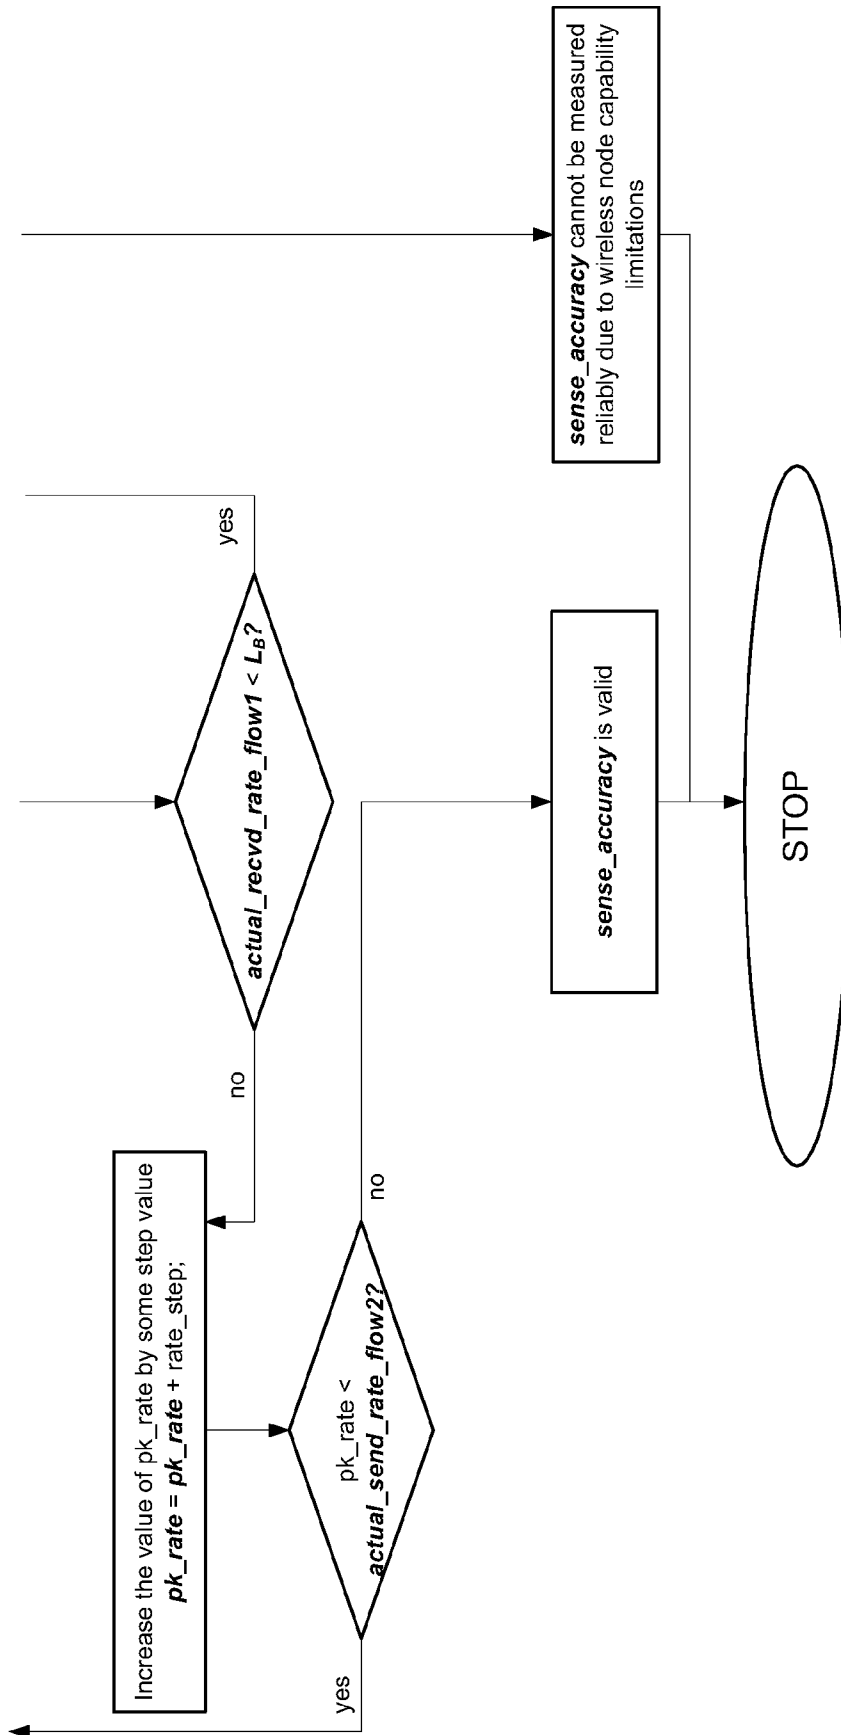 Increase the value of pk_rate by some step value
pk_rate = pk_rate + rate_step;
no
actual_recvd_rate_flow1 < L_B?
yes
yes
pk_rate <
actual_send_rate_flow2?
no
sense_accuracy is valid
sense_accuracy cannot be measured
reliably due to wireless node capability
limitations
STOP